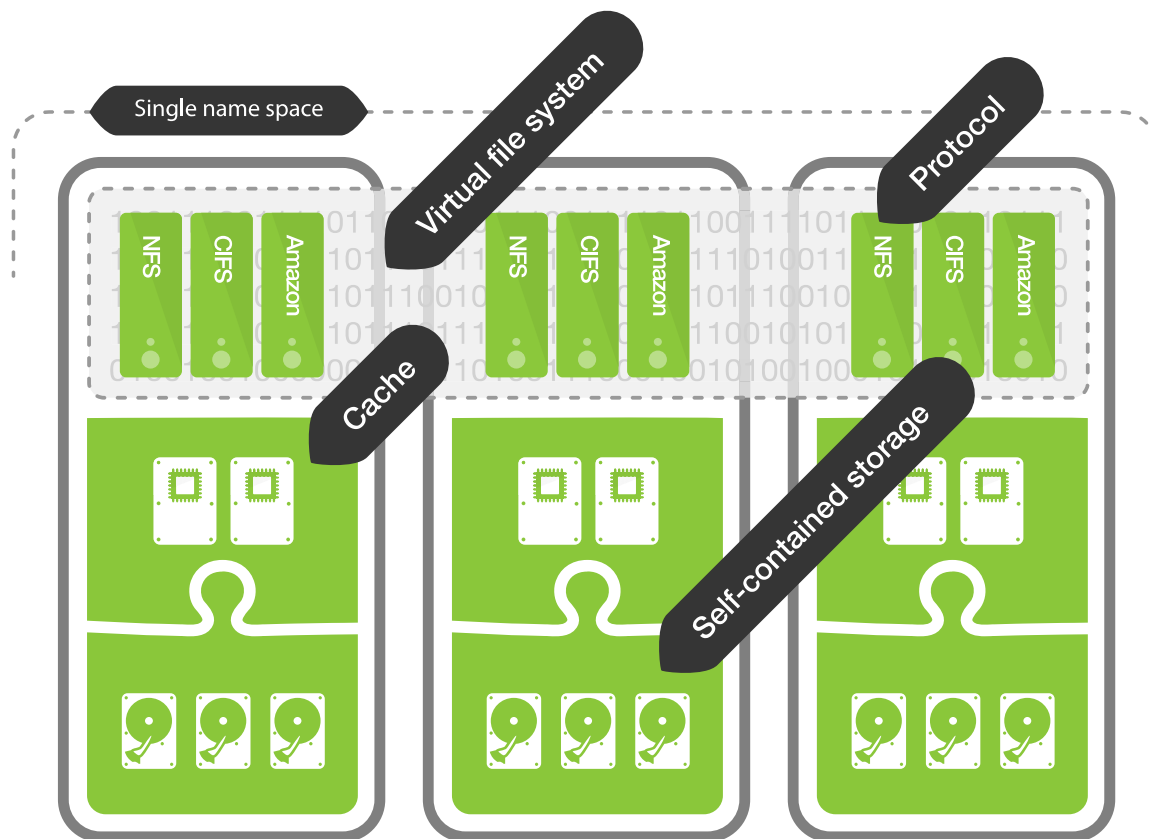 Single name space
Virtual file system
Protocol
NFS
CIFS
Amazon
NFS
CIFS
Amazon
NFS
CIFS
Amazon
Cache
Self-contained storage